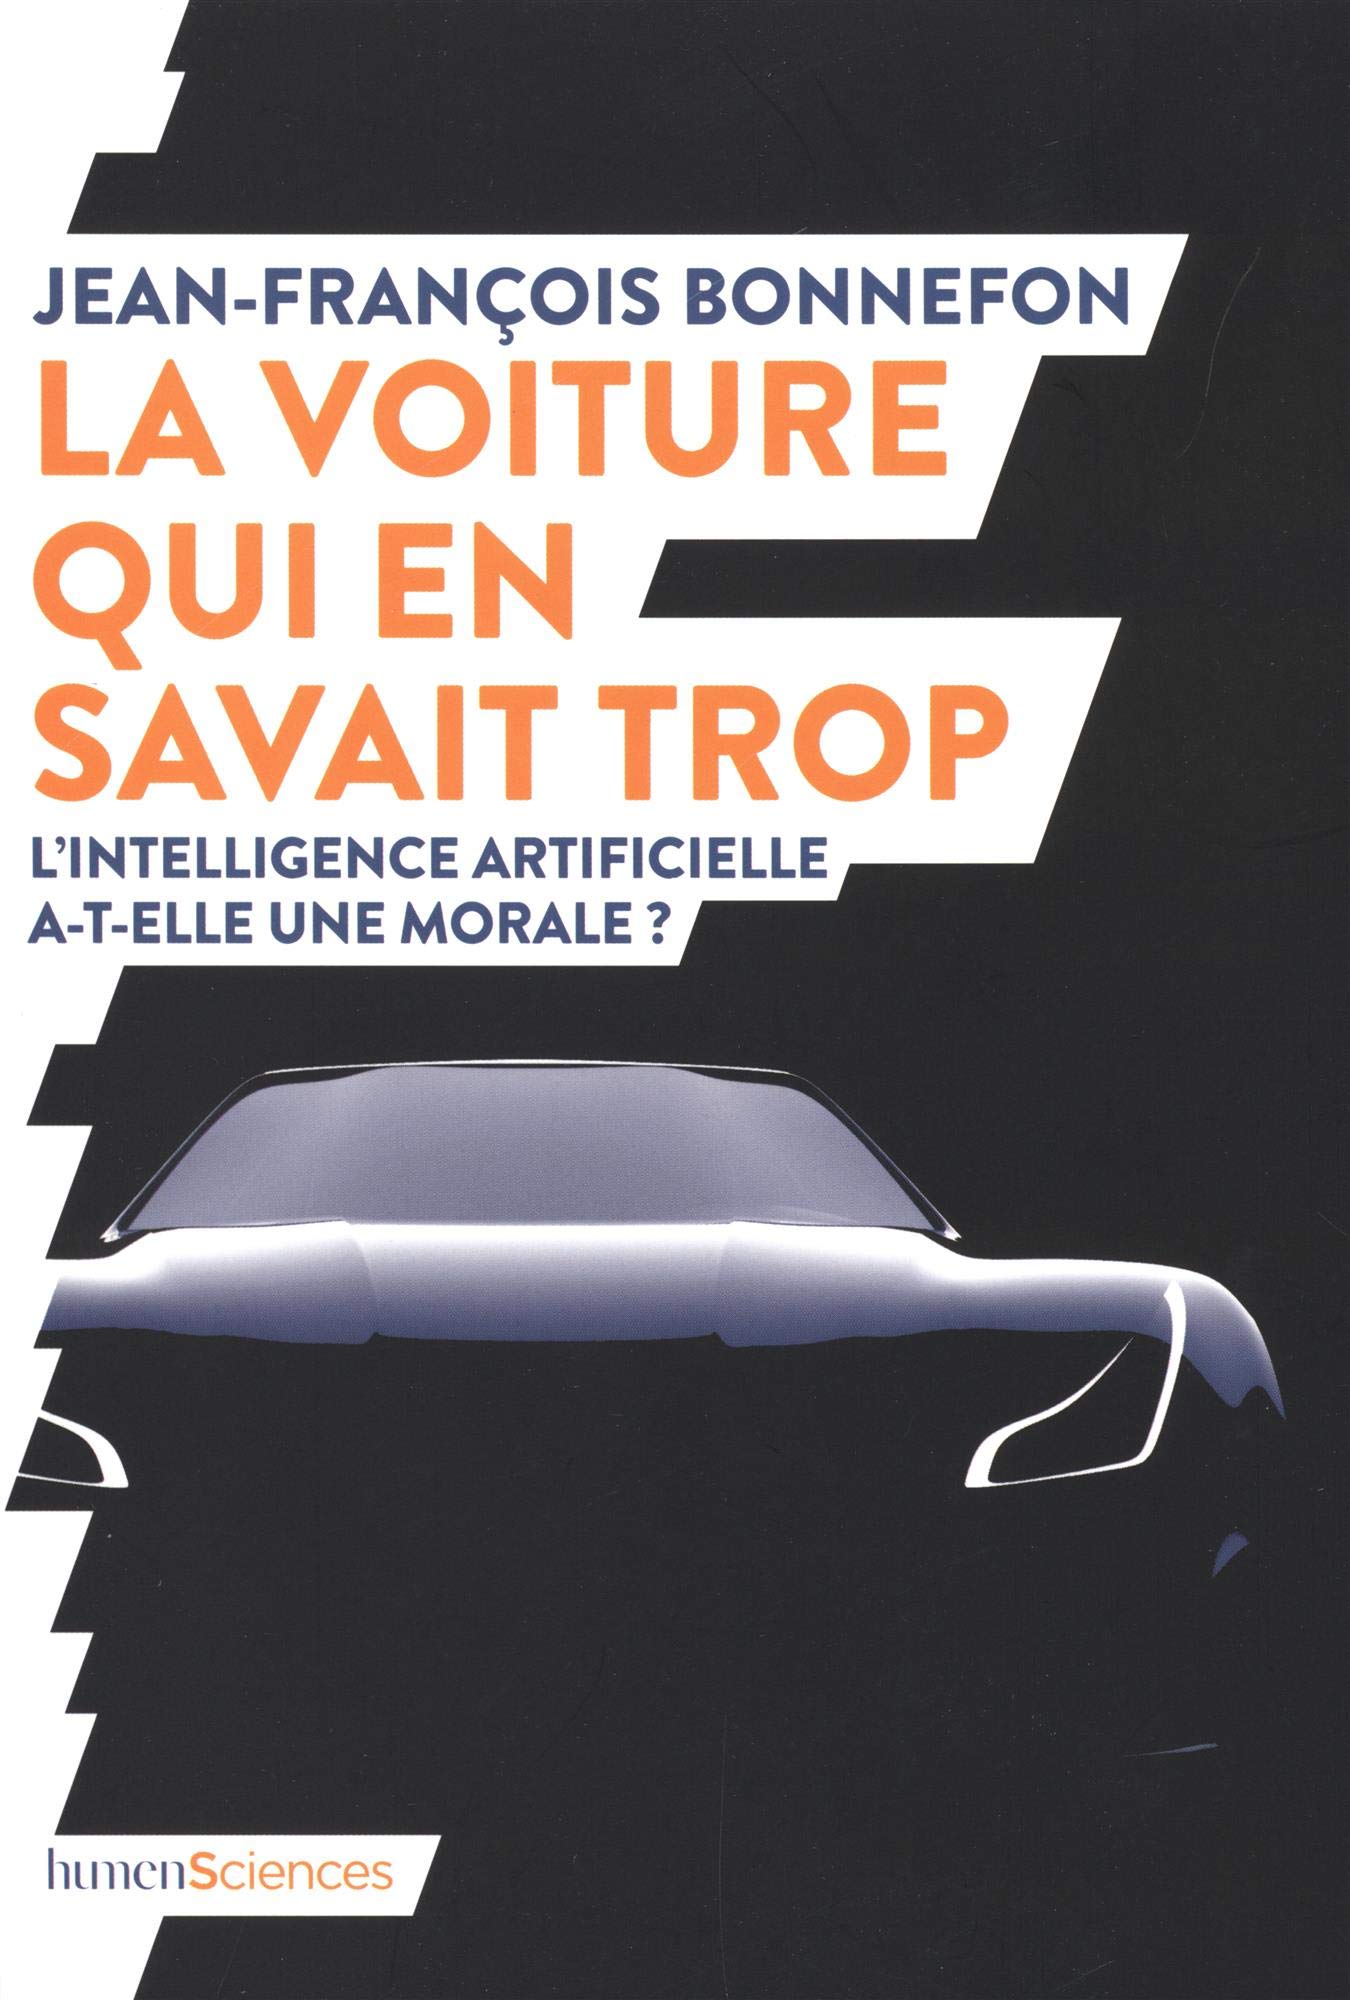 JEAN-FRANÇOIS BONNEFON
LA VOITURE
QUI EN
SAVAIT TROP
L'INTELLIGENCE ARTIFICIELLE
A-T-ELLE UNE MORALE ?
humenSciences